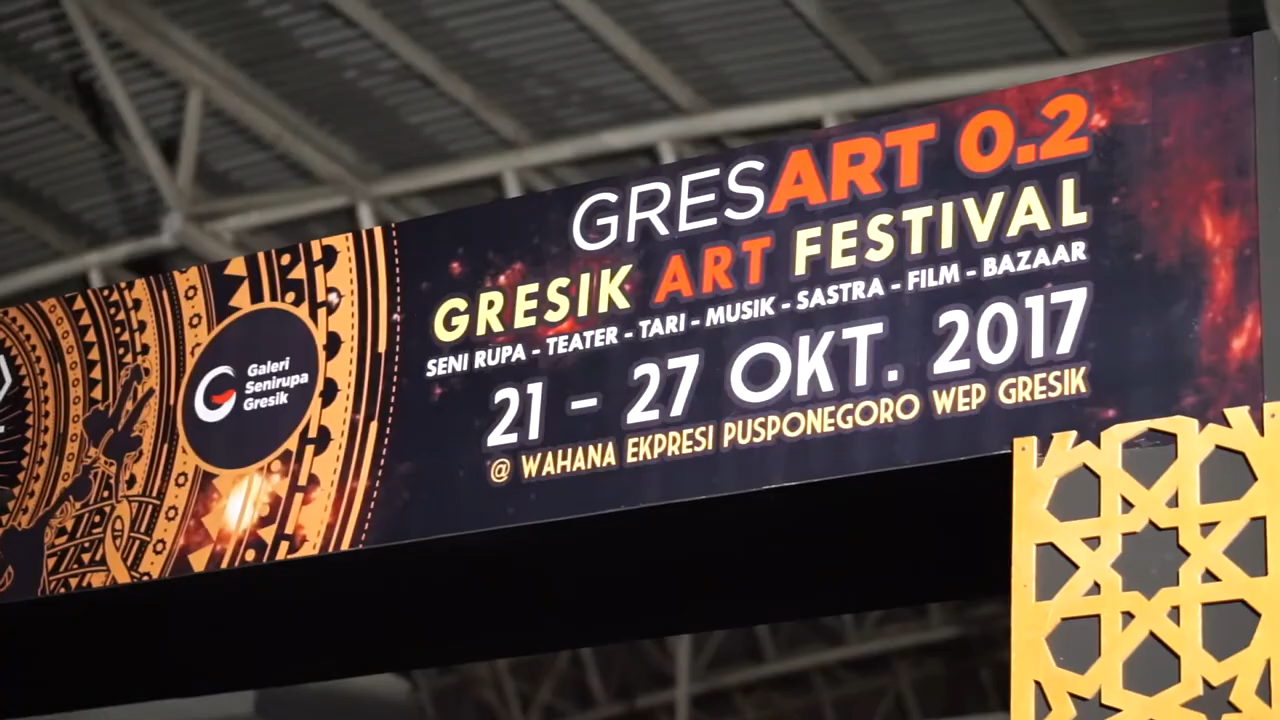 Galeri
Senirupa
Gresik
GRESART 0.2
GRESIK ART FESTIVAL
SENI RUPA - TEATER - TARI - MUSIK - SASTRA - FILM - BAZAAR
21 - 27 OKT. 2017
@ WAHANA EKPRESI PUSPONEGORO WEP GRESIK